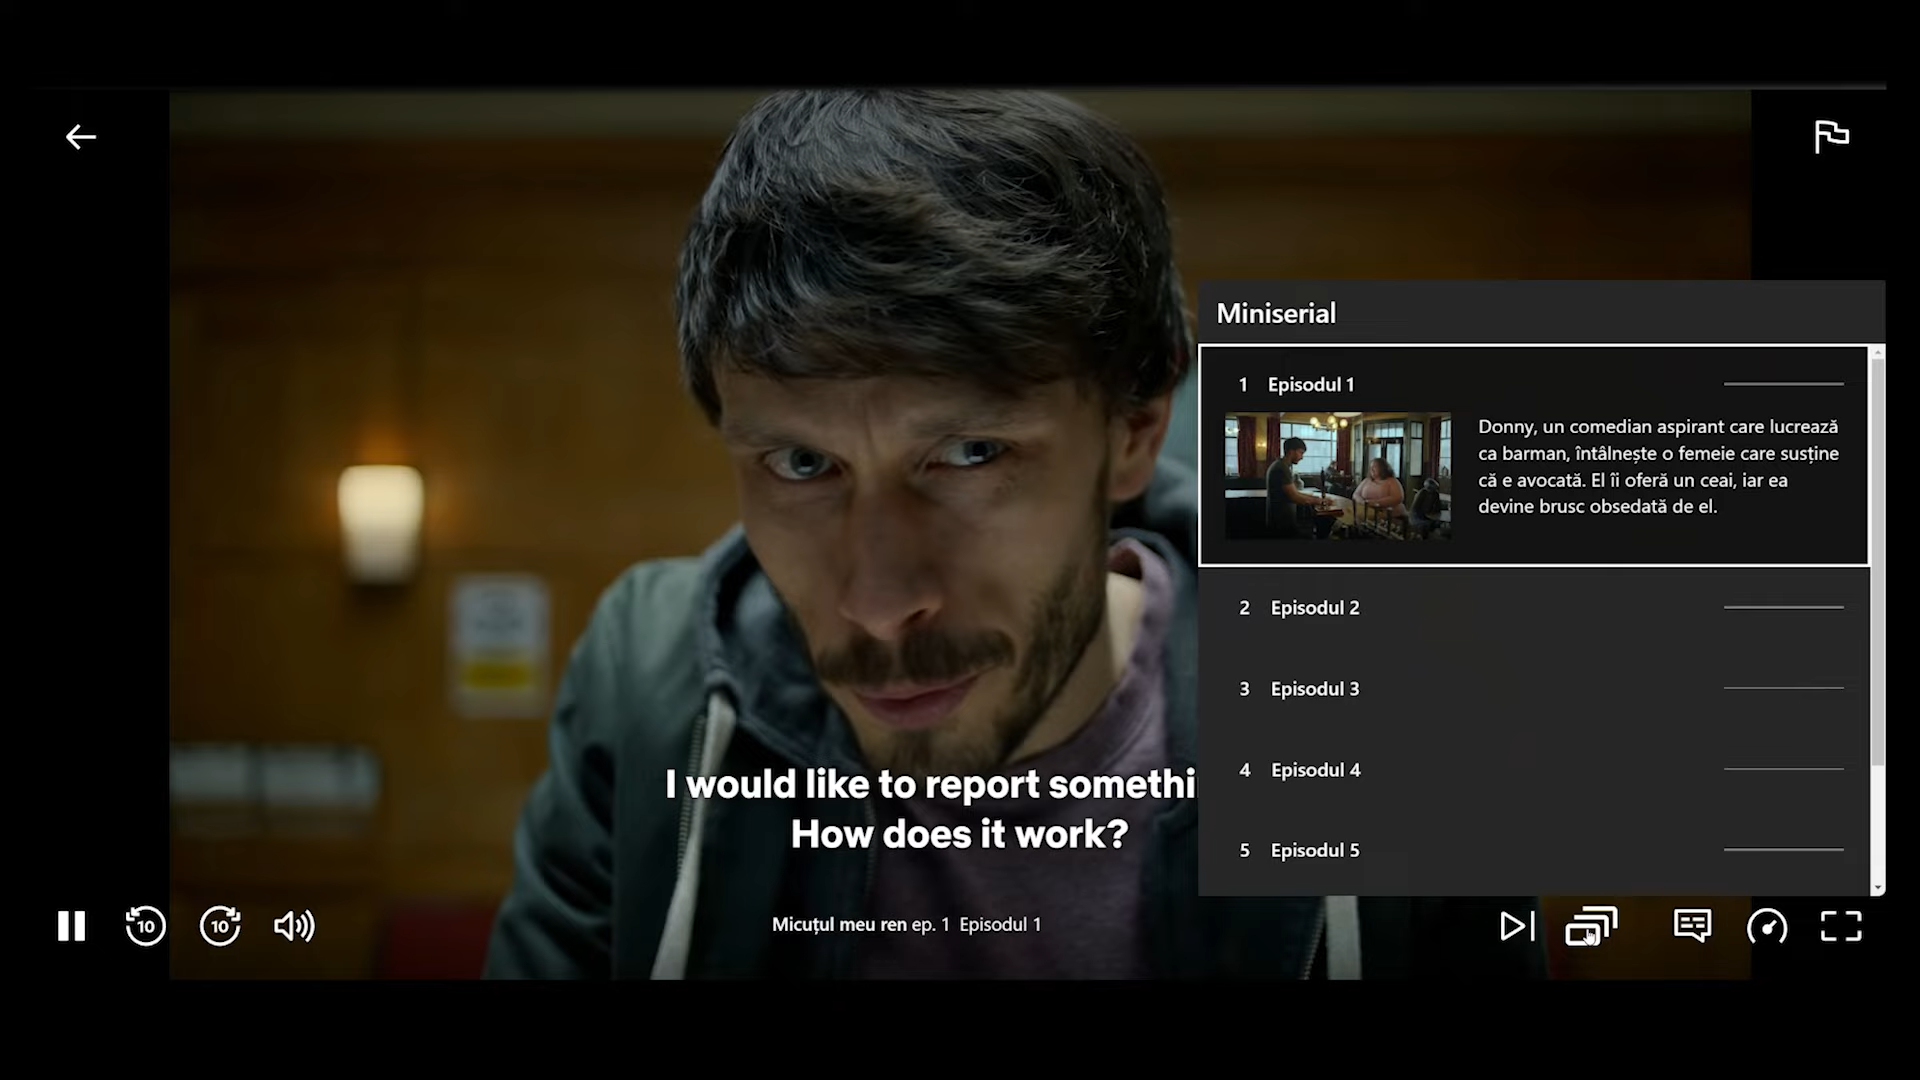 Miniserial
1 Episodul 1
Donny, un comedian aspirant care lucrează
ca barman, întâlnește o femeie care susține
că e avocată. El îi oferă un ceai, iar ea
devine brusc obsedată de el.
2 Episodul 2
3 Episodul 3
4 Episodul 4
5 Episodul 5
I would like to report somethi
How does it work?
10
10
Micuțul meu ren ep. 1 Episodul 1